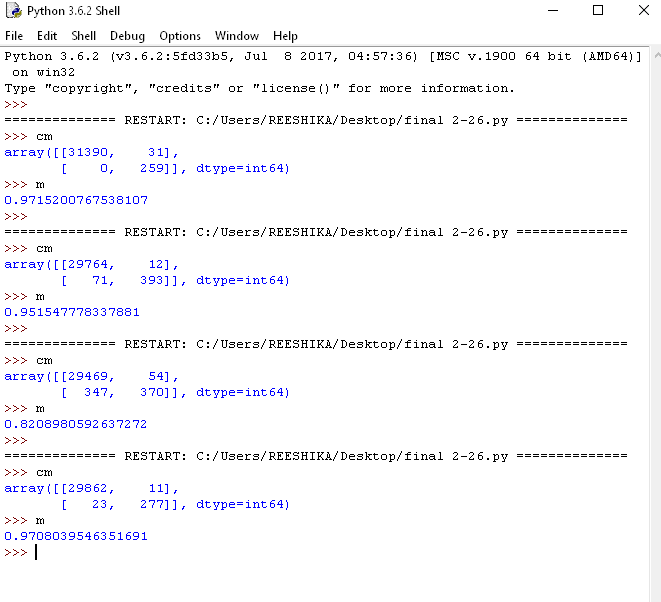 Python 3.6.2 Shell
File Edit Shell Debug Options Window Help
Python 3.6.2 (v3.6.2:5fd33b5, Jul  8 2017, 04:57:36) [MSC v.1900 64 bit (AMD64)]
 on win32
Type "copyright", "credits" or "license()" for more information.
>>>
============== RESTART: C:/Users/REESHIKA/Desktop/final 2-26.py ==============
>>> cm
array([[31390,    31],
       [    0,   259]], dtype=int64)
>>> m
0.9715200767538107
>>>
============== RESTART: C:/Users/REESHIKA/Desktop/final 2-26.py ==============
>>> cm
array([[29764,    12],
       [   71,   393]], dtype=int64)
>>> m
0.951547778337881
>>>
============== RESTART: C:/Users/REESHIKA/Desktop/final 2-26.py ==============
>>> cm
array([[29469,    54],
       [  347,   370]], dtype=int64)
>>> m
0.8208980592637272
>>>
============== RESTART: C:/Users/REESHIKA/Desktop/final 2-26.py ==============
>>> cm
array([[29862,    11],
       [   23,   277]], dtype=int64)
>>> m
0.9708039546351691
>>>